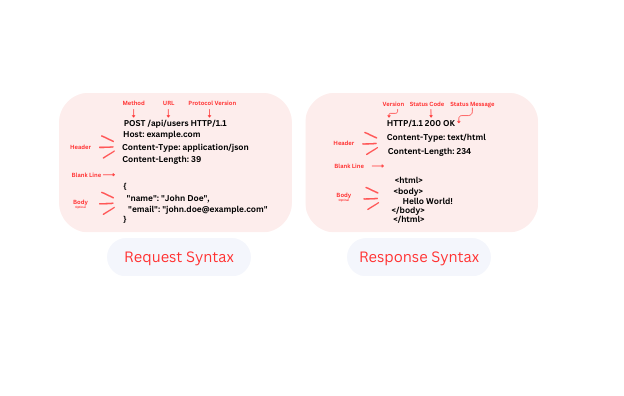 Method URL Protocol Version
POST /api/users HTTP/1.1
Host: example.com
Header
Content-Type: application/json
Content-Length: 39
Blank Line
{
"name": "John Doe",
Body
"email": "john.doe@example.com"
}
Request Syntax
Version Status Code Status Message
HTTP/1.1 200 OK
Content-Type: text/html
Header
Content-Length: 234
Blank Line
<html>
<body>
Body
Hello World!
</body>
</html>
Response Syntax